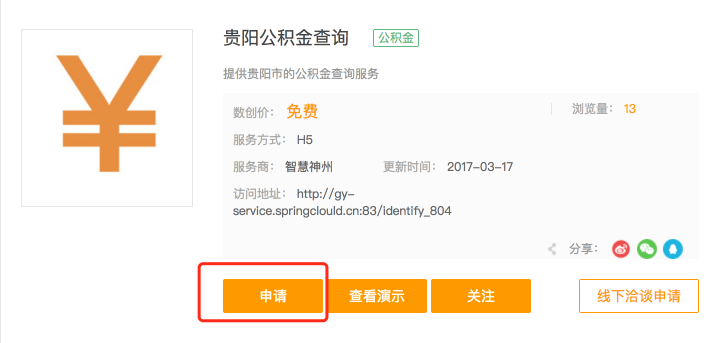 贵阳公积金查询 公积金
提供贵阳市的公积金查询服务
数创价： 免费 浏览量： 13
服务方式： H5
服务商： 智慧神州 更新时间： 2017-03-17
访问地址： http://gy-
service.springclould.cn:83/identify_804
分享：
申请 查看演示 关注 线下洽谈申请